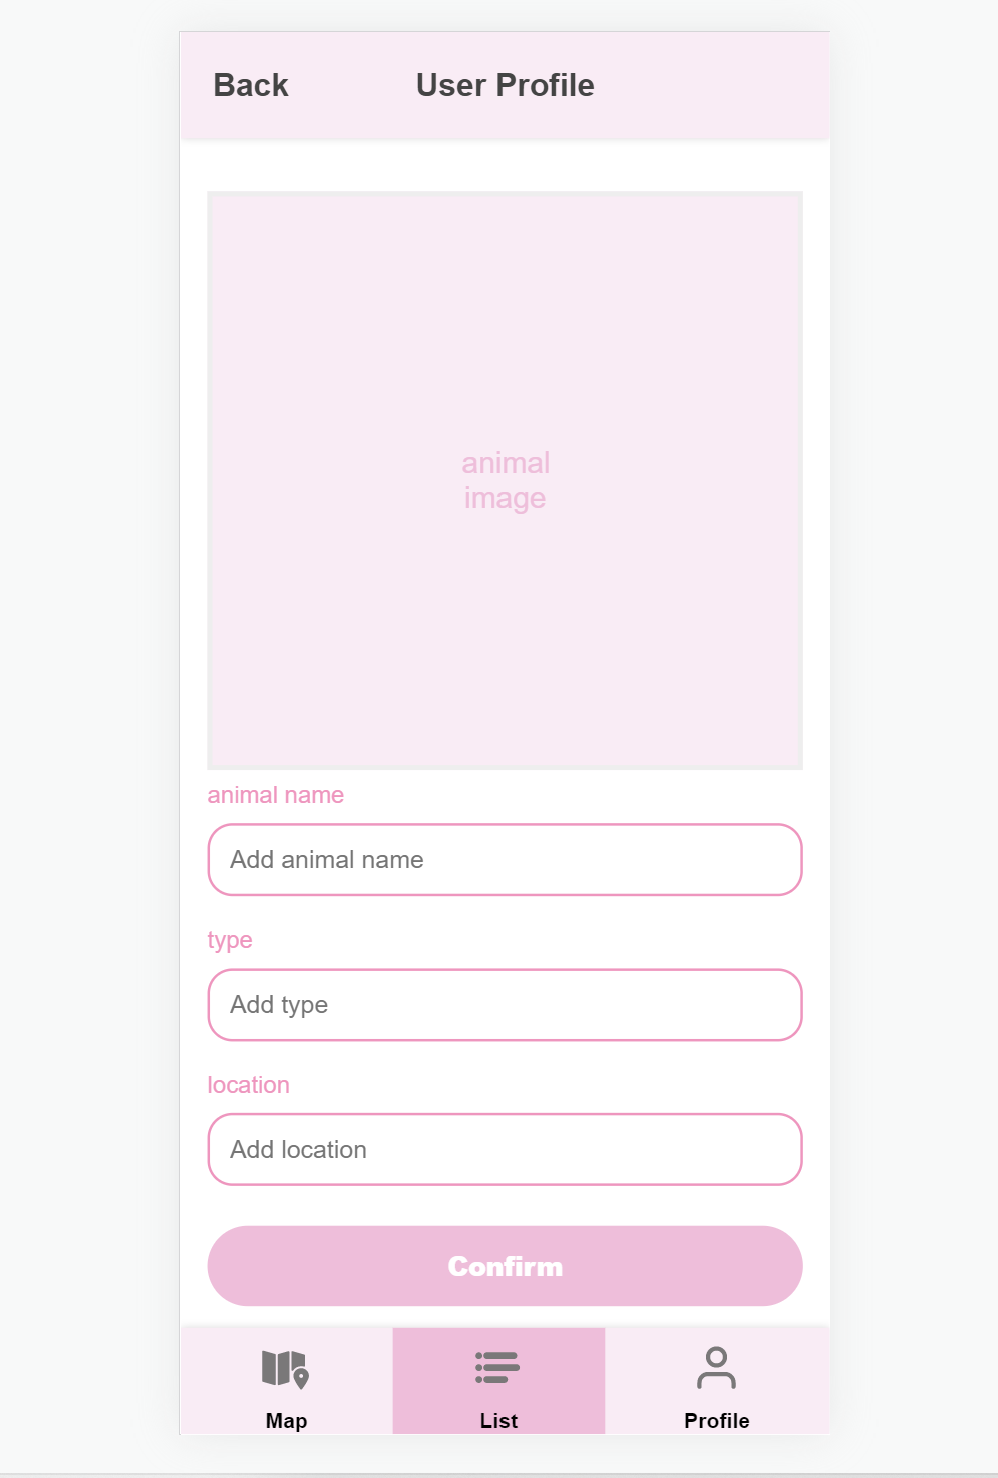 Back User Profile
animal
image
animal name
Add animal name
type
Add type
location
Add location
Confirm
Map List Profile